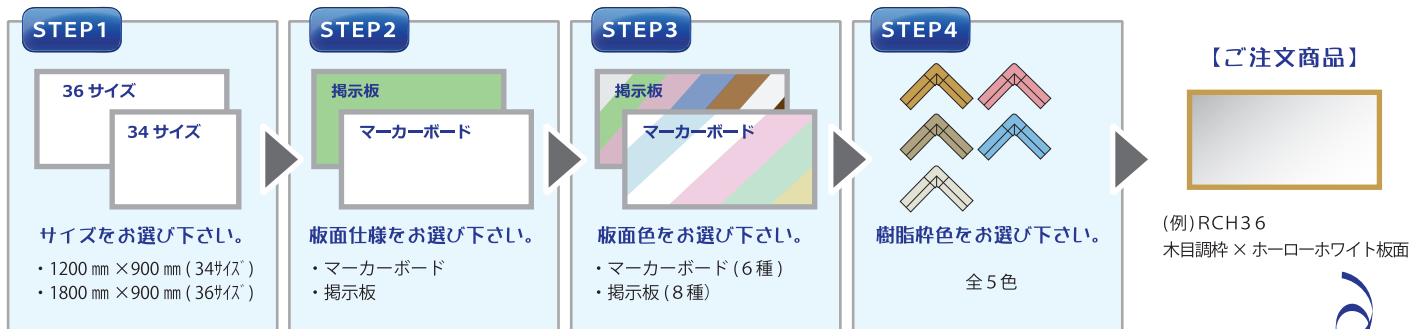 STEP1
36 サイズ
34 サイズ
サイズをお選び下さい。
・1200 ㎜ ×900 ㎜ ( 34ｻｲｽﾞ)
・1800 ㎜ ×900 ㎜ ( 36ｻｲｽﾞ)
STEP2
掲示板
マーカーボード
版面仕様をお選び下さい。
・マーカーボード
・掲示板
STEP3
掲示板
マーカーボード
版面色をお選び下さい。
・マーカーボード ( 6 種 )
・掲示板 ( 8 種）
STEP4
樹脂枠色をお選び下さい。
全 5 色
【ご注文商品】
(例) RCH36
木目調枠 × ホーローホワイト板面